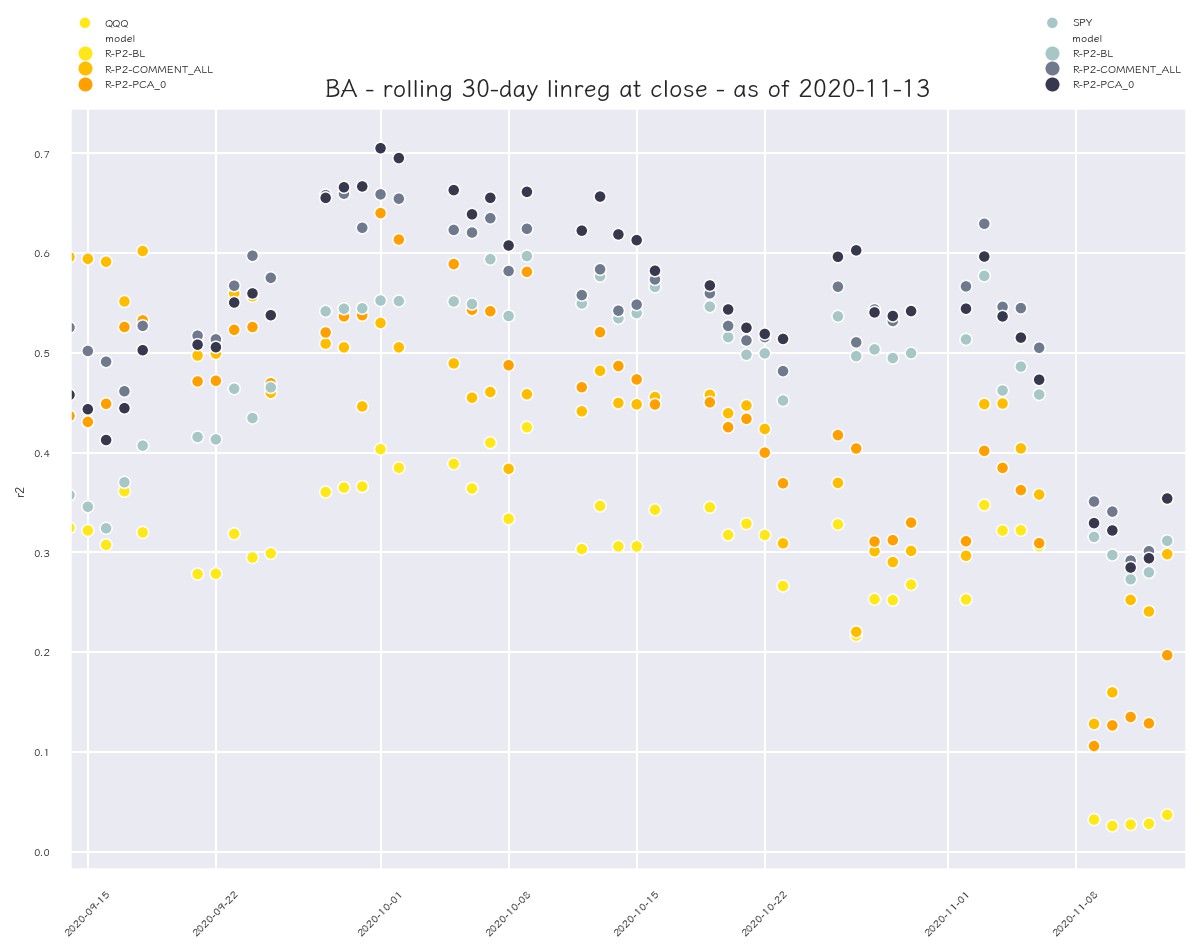 QQQ
model
R-P2-BL
R-P2-COMMENT_ALL
R-P2-PCA_0
SPY
model
R-P2-BL
R-P2-COMMENT_ALL
R-P2-PCA_0
BA - rolling 30-day linreg at close - as of 2020-11-13
r2
0.7
0.6
0.5
0.4
0.3
0.2
0.1
0.0
2020-09-15
2020-09-22
2020-10-01
2020-10-08
2020-10-15
2020-10-22
2020-11-01
2020-11-08